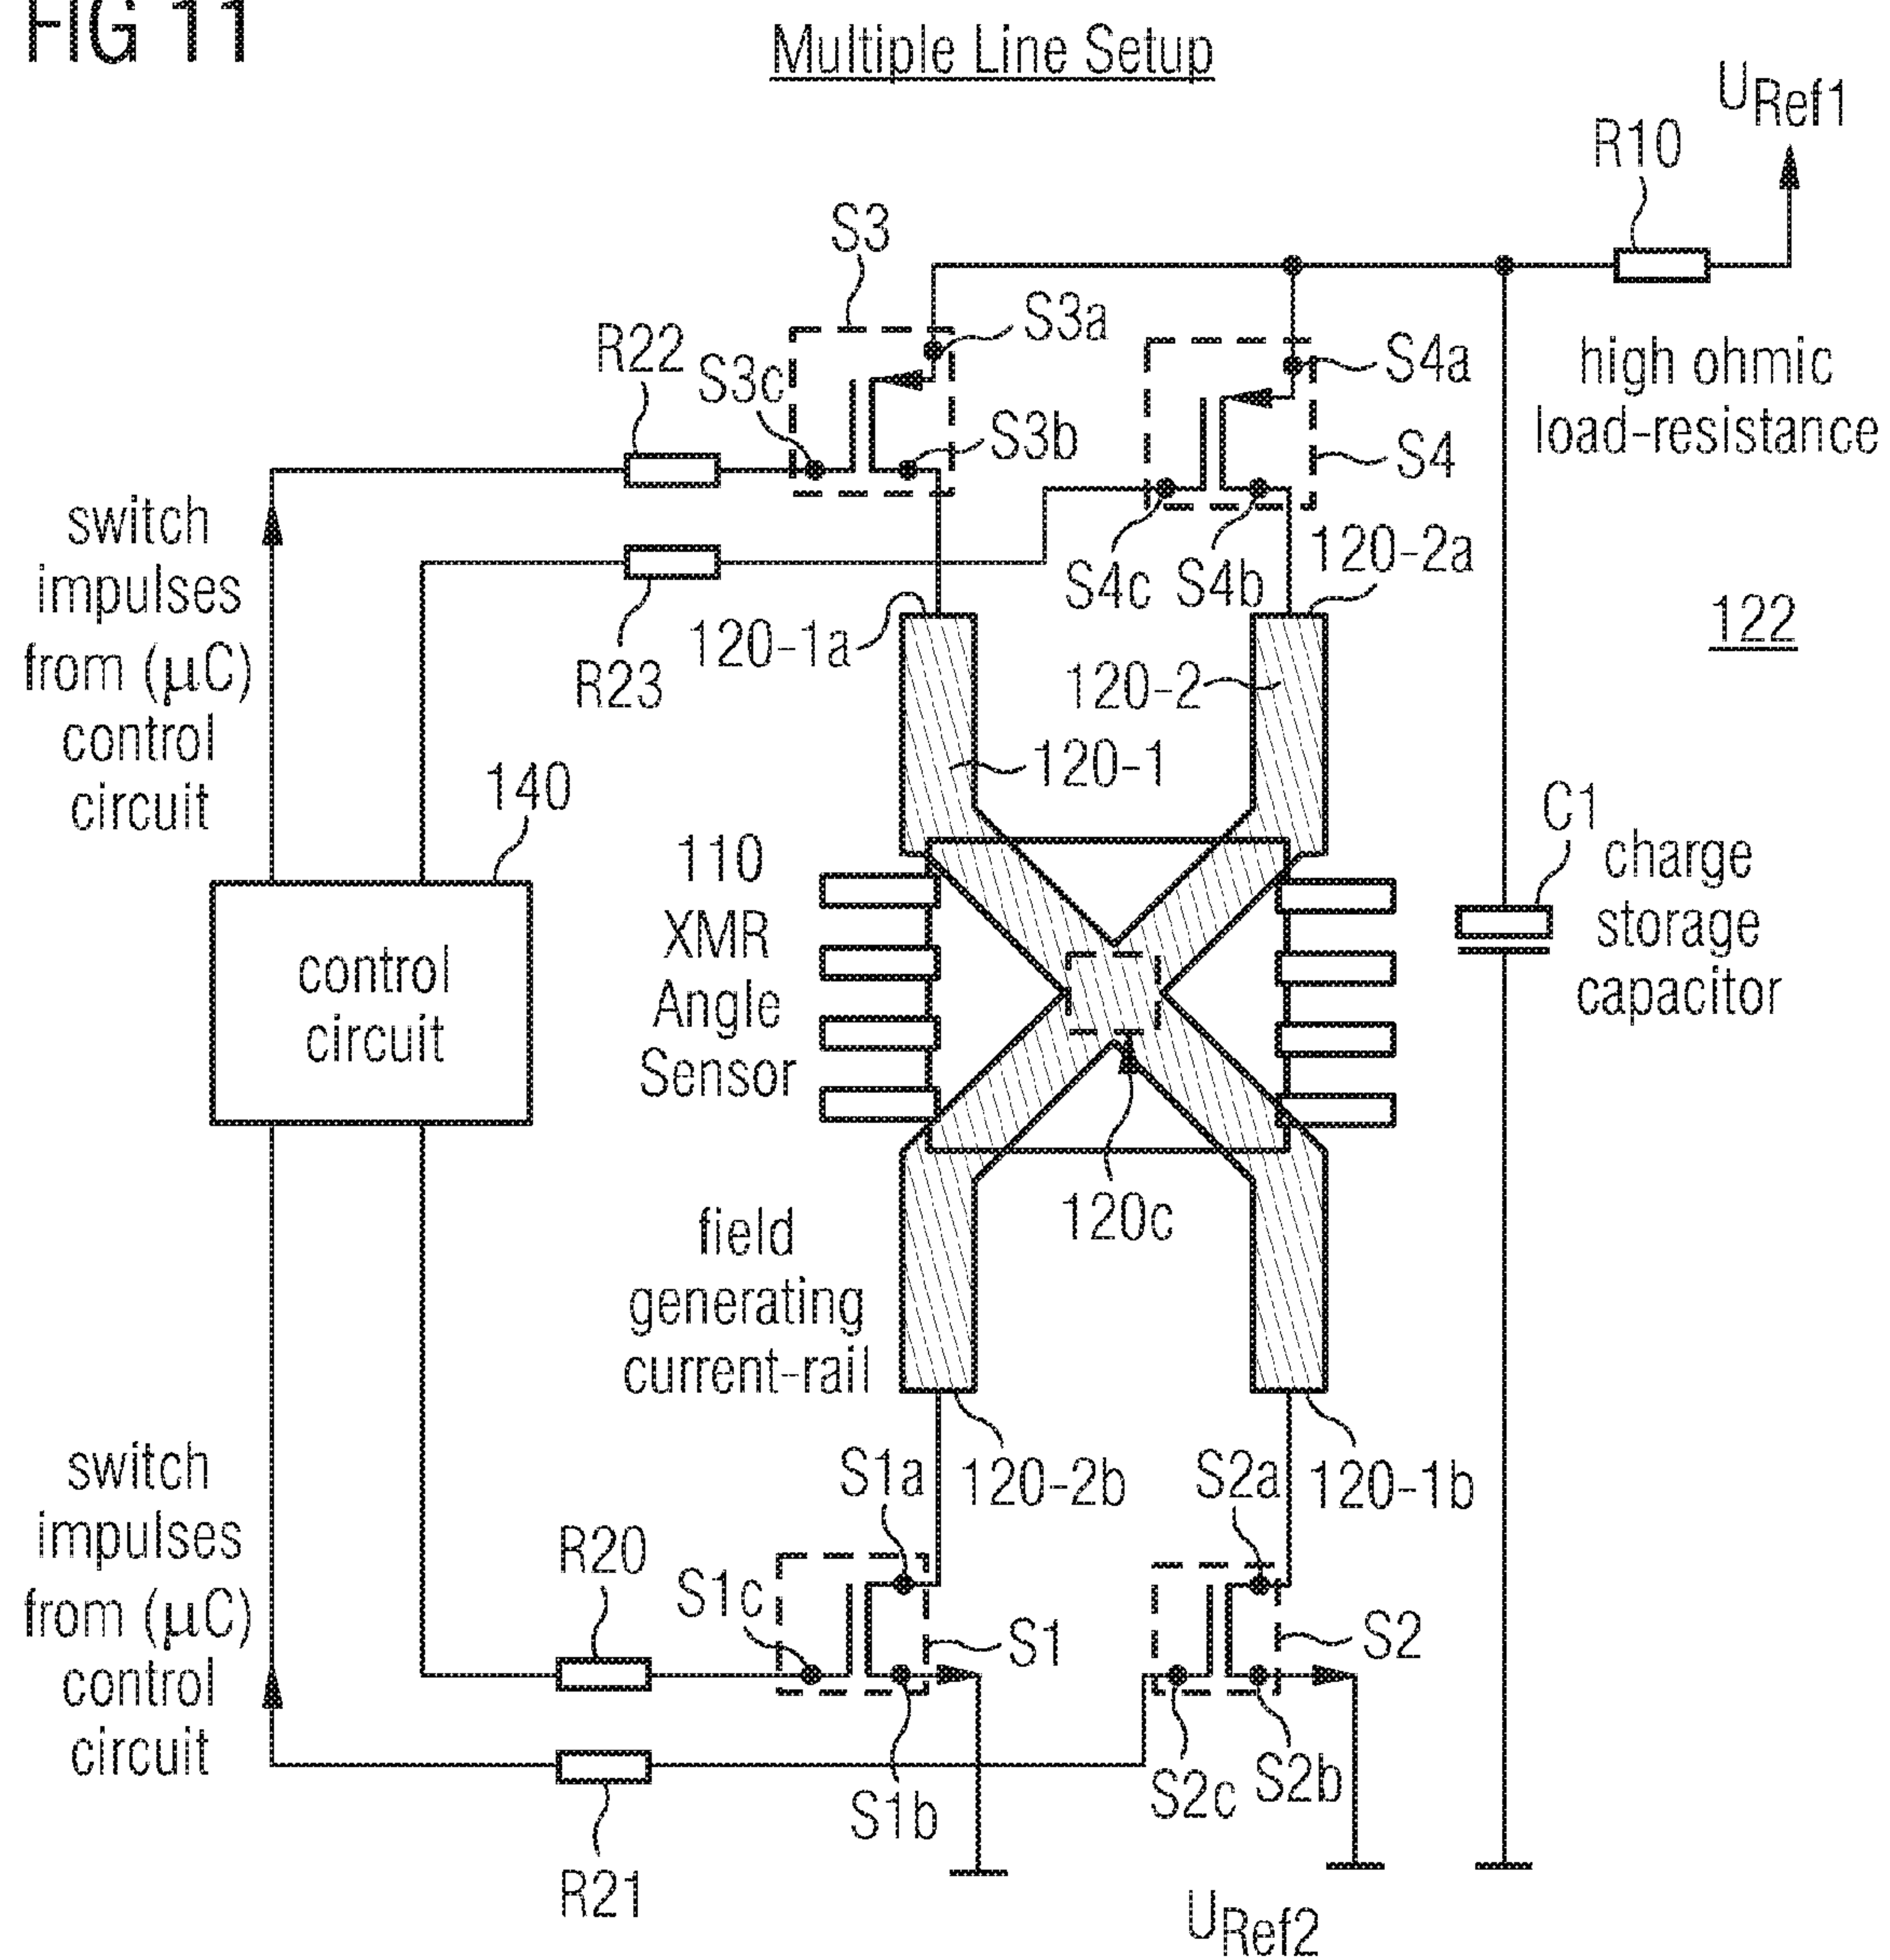 FIG 11
Multiple Line Setup
URef1
R10
S3
S3a
R22
S3c
S4a
high ohmic
load-resistance
S3b
S4
switch
impulses
from (μC)
control
circuit
120-2a
S4c
S4b
122
120-1a
R23
120-2
120-1
140
C1
charge
storage
capacitor
110
XMR
Angle
Sensor
control
circuit
120c
field
generating
current-rail
switch
impulses
from (μC)
control
circuit
S1a
120-2b
S2a
120-1b
R20
S1c
S1
S2
S1b
S2c
S2b
R21
URef2